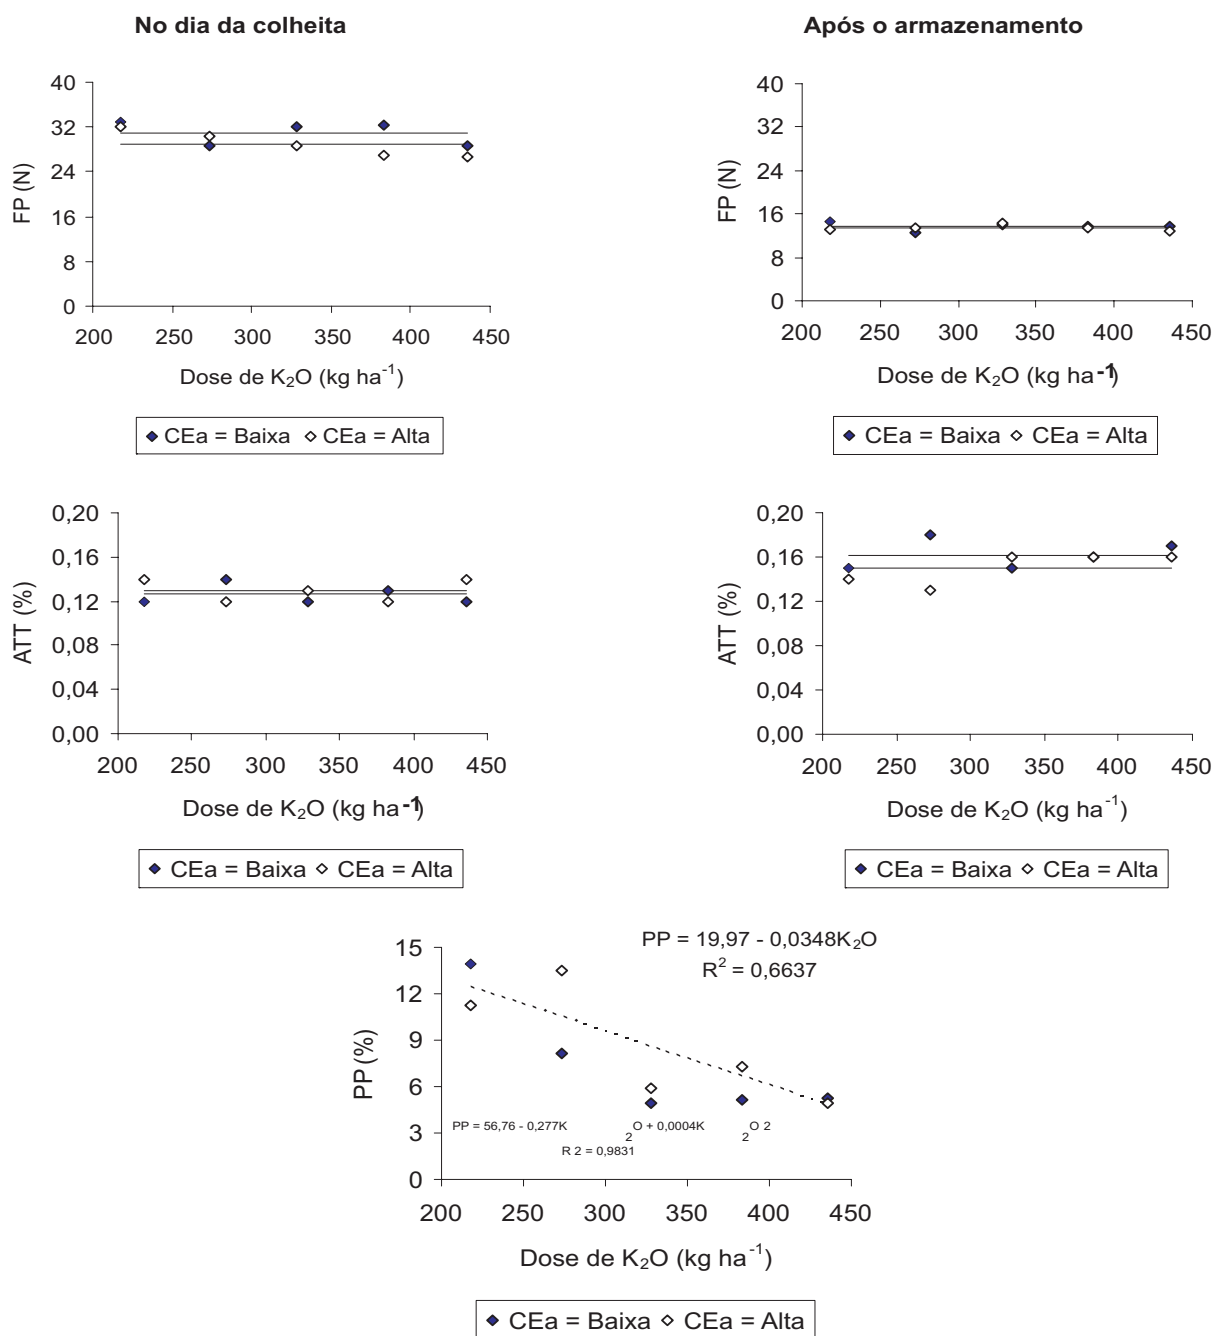 No dia da colheita
Após o armazenamento
40
32
24
16
8
0
FP (N)
200 250 300 350 400 450
Dose de K₂O (kg ha⁻¹)
CEa = Baixa CEa = Alta
40
32
24
16
8
0
FP (N)
200 250 300 350 400 450
Dose de K₂O (kg ha⁻¹)
CEa = Baixa CEa = Alta
0,20
0,16
0,12
0,08
0,04
0,00
ATT (%)
200 250 300 350 400 450
Dose de K₂O (kg ha⁻¹)
CEa = Baixa CEa = Alta
0,20
0,16
0,12
0,08
0,04
0,00
ATT (%)
200 250 300 350 400 450
Dose de K₂O (kg ha⁻¹)
CEa = Baixa CEa = Alta
PP = 19,97 - 0,0348K₂O
R² = 0,6637
15
12
9
6
3
0
PP (%)
PP = 56,76 - 0,277K ₂O + 0,0004K ₂O 2
R 2 = 0,9831
200 250 300 350 400 450
Dose de K₂O (kg ha⁻¹)
CEa = Baixa CEa = Alta